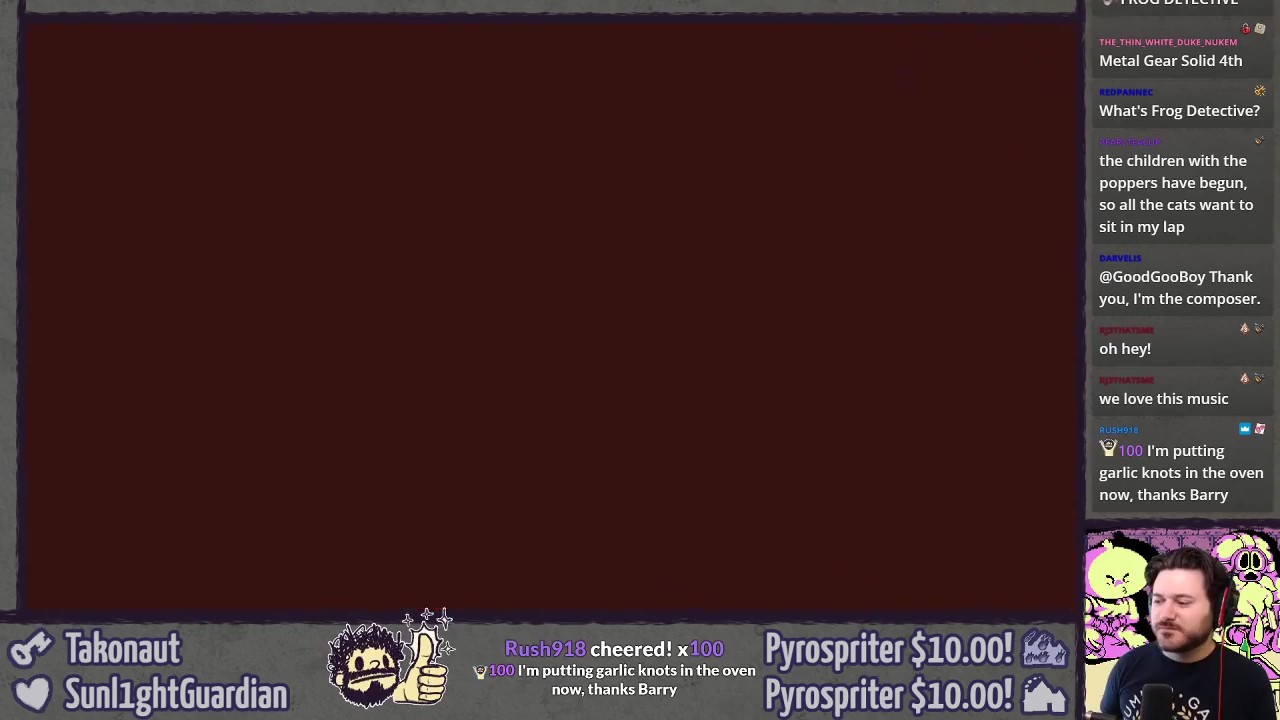 FROG DETECTIVE
THE_THIN_WHITE_DUKE_NUKEM
Metal Gear Solid 4th
REDPANNEC
What's Frog Detective?
the children with the
poppers have begun,
so all the cats want to
sit in my lap
DARVELIS
@GoodGooBoy Thank
you, I'm the composer.
RJSTHATSME
oh hey!
RJSTHATSME
we love this music
RUSH918
100 I'm putting
garlic knots in the oven
now, thanks Barry
Takonaut
Sunl1ghtGuardian
Rush918 cheered! x100
100 I'm putting garlic knots in the oven
now, thanks Barry
Pyrospriter $10.00!
Pyrospriter $10.00!